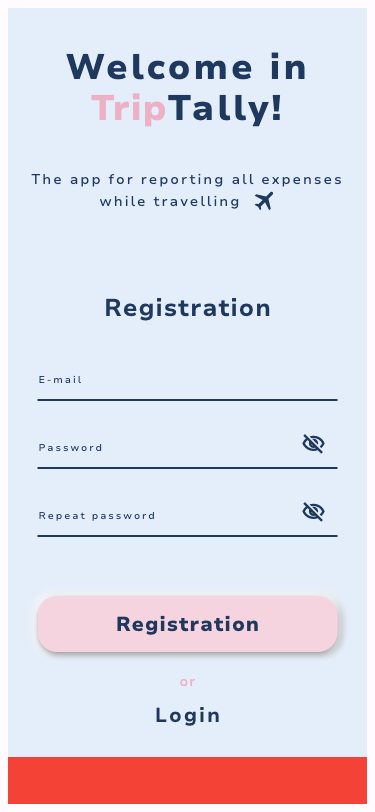 Welcome in
TripTally!
The app for reporting all expenses
while travelling
Registration
E-mail
Password
Repeat password
Registration
or
Login